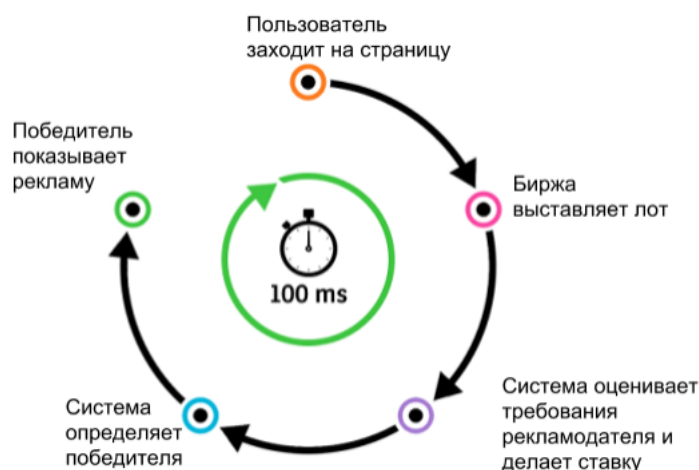 Пользователь
заходит на страницу
Биржа
выставляет лот
Система оценивает
требования
рекламодателя и
делает ставку
Система
определяет
победителя
Победитель
показывает
рекламу
100 ms